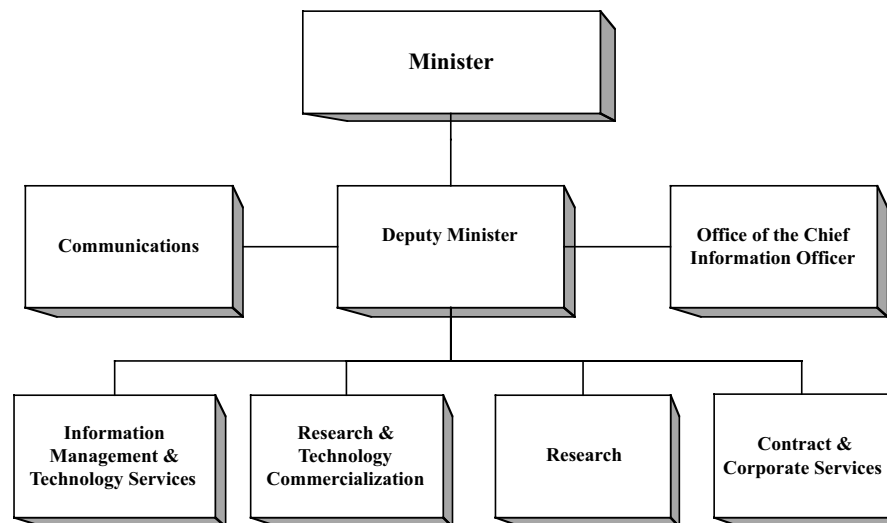 Minister
Communications
Deputy Minister
Office of the Chief
Information Officer
Information
Management &
Technology Services
Research &
Technology
Commercialization
Research
Contract &
Corporate Services